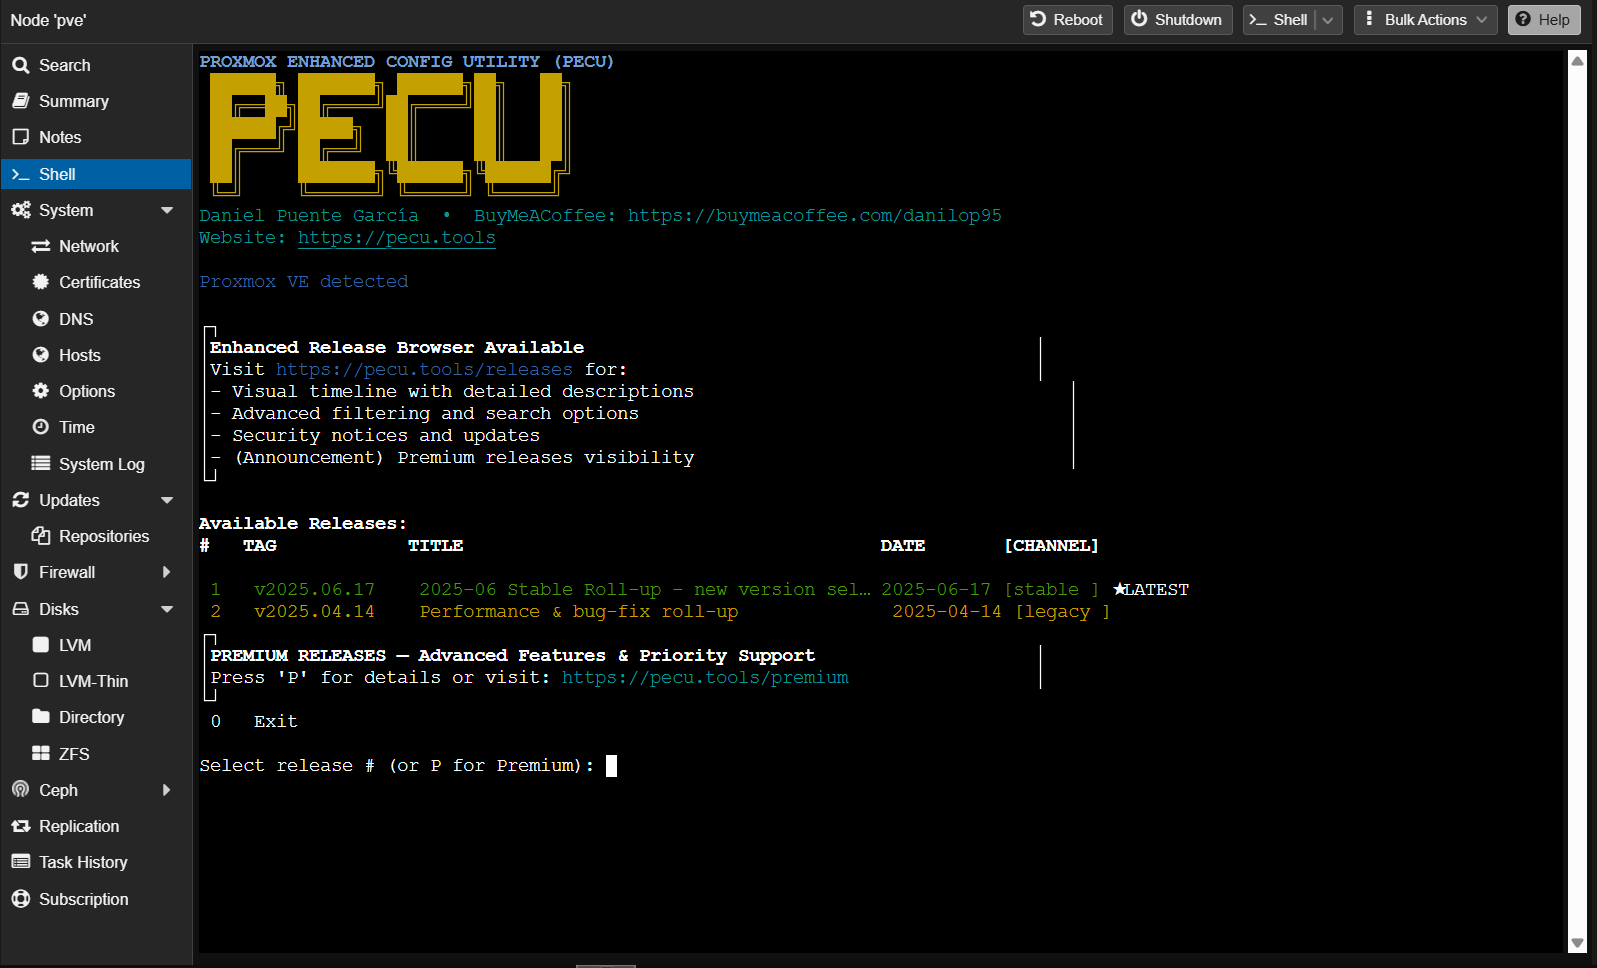 Node 'pve'
Reboot
Shutdown
Shell
Bulk Actions
Help
Search
Summary
Notes
Shell
System
Network
Certificates
DNS
Hosts
Options
Time
System Log
Updates
Repositories
Firewall
Disks
LVM
LVM-Thin
Directory
ZFS
Ceph
Replication
Task History
Subscription
PROXMOX ENHANCED CONFIG UTILITY (PECU)
PECU
Daniel Puente García • BuyMeACoffee: https://buymeacoffee.com/danilop95
Website: https://pecu.tools
Proxmox VE detected
Enhanced Release Browser Available
Visit https://pecu.tools/releases for:
- Visual timeline with detailed descriptions
- Advanced filtering and search options
- Security notices and updates
- (Announcement) Premium releases visibility
Available Releases:
# TAG TITLE DATE [CHANNEL]
1 v2025.06.17 2025-06 Stable Roll-up – new version sel… 2025-06-17 [stable ] ★LATEST
2 v2025.04.14 Performance & bug-fix roll-up 2025-04-14 [legacy ]
PREMIUM RELEASES — Advanced Features & Priority Support
Press 'P' for details or visit: https://pecu.tools/premium
0 Exit
Select release # (or P for Premium):